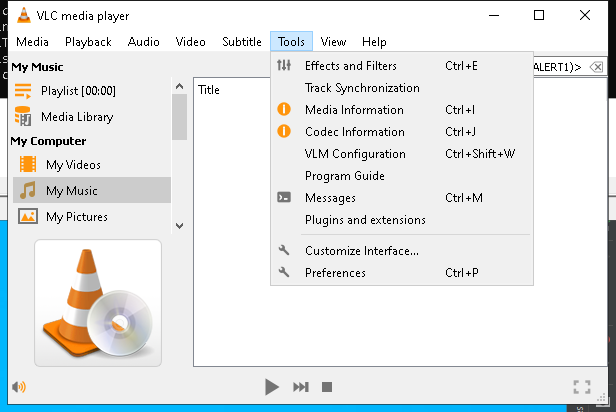 VLC media player
Media Playback Audio Video Subtitle Tools View Help
My Music
Playlist [00:00]
Media Library
My Computer
My Videos
My Music
My Pictures
Title
ALERT1)>
Effects and Filters Ctrl+E
Track Synchronization
Media Information Ctrl+I
Codec Information Ctrl+J
VLM Configuration Ctrl+Shift+W
Program Guide
Messages Ctrl+M
Plugins and extensions
Customize Interface...
Preferences Ctrl+P